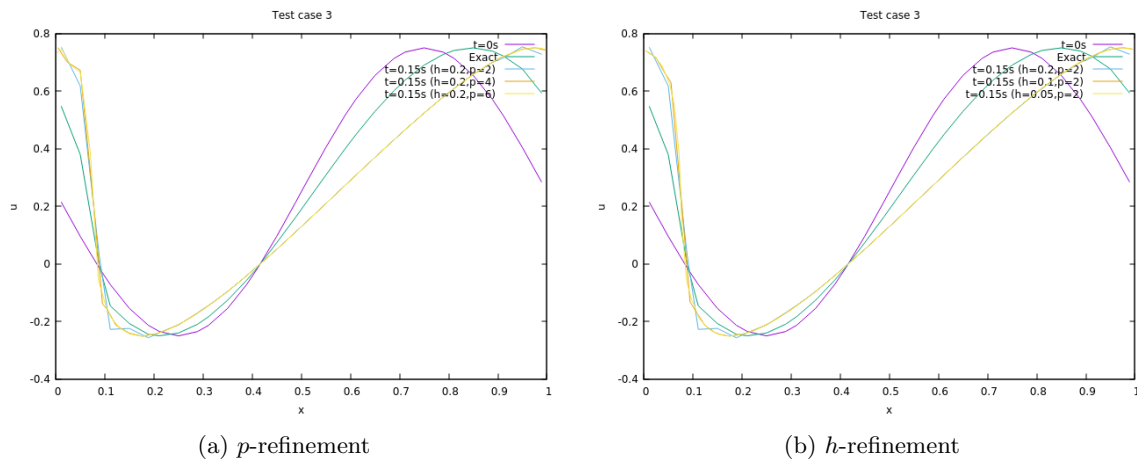 Test case 3
t=0s
Exact
t=0.15s (h=0.2,p=2)
t=0.15s (h=0.2,p=4)
t=0.15s (h=0.2,p=6)
0.8
0.6
0.4
0.2
0
-0.2
-0.4
u
0 0.1 0.2 0.3 0.4 0.5 0.6 0.7 0.8 0.9 1
x
(a) p-refinement
Test case 3
t=0s
Exact
t=0.15s (h=0.2,p=2)
t=0.15s (h=0.1,p=2)
t=0.15s (h=0.05,p=2)
0.8
0.6
0.4
0.2
0
-0.2
-0.4
u
0 0.1 0.2 0.3 0.4 0.5 0.6 0.7 0.8 0.9 1
x
(b) h-refinement